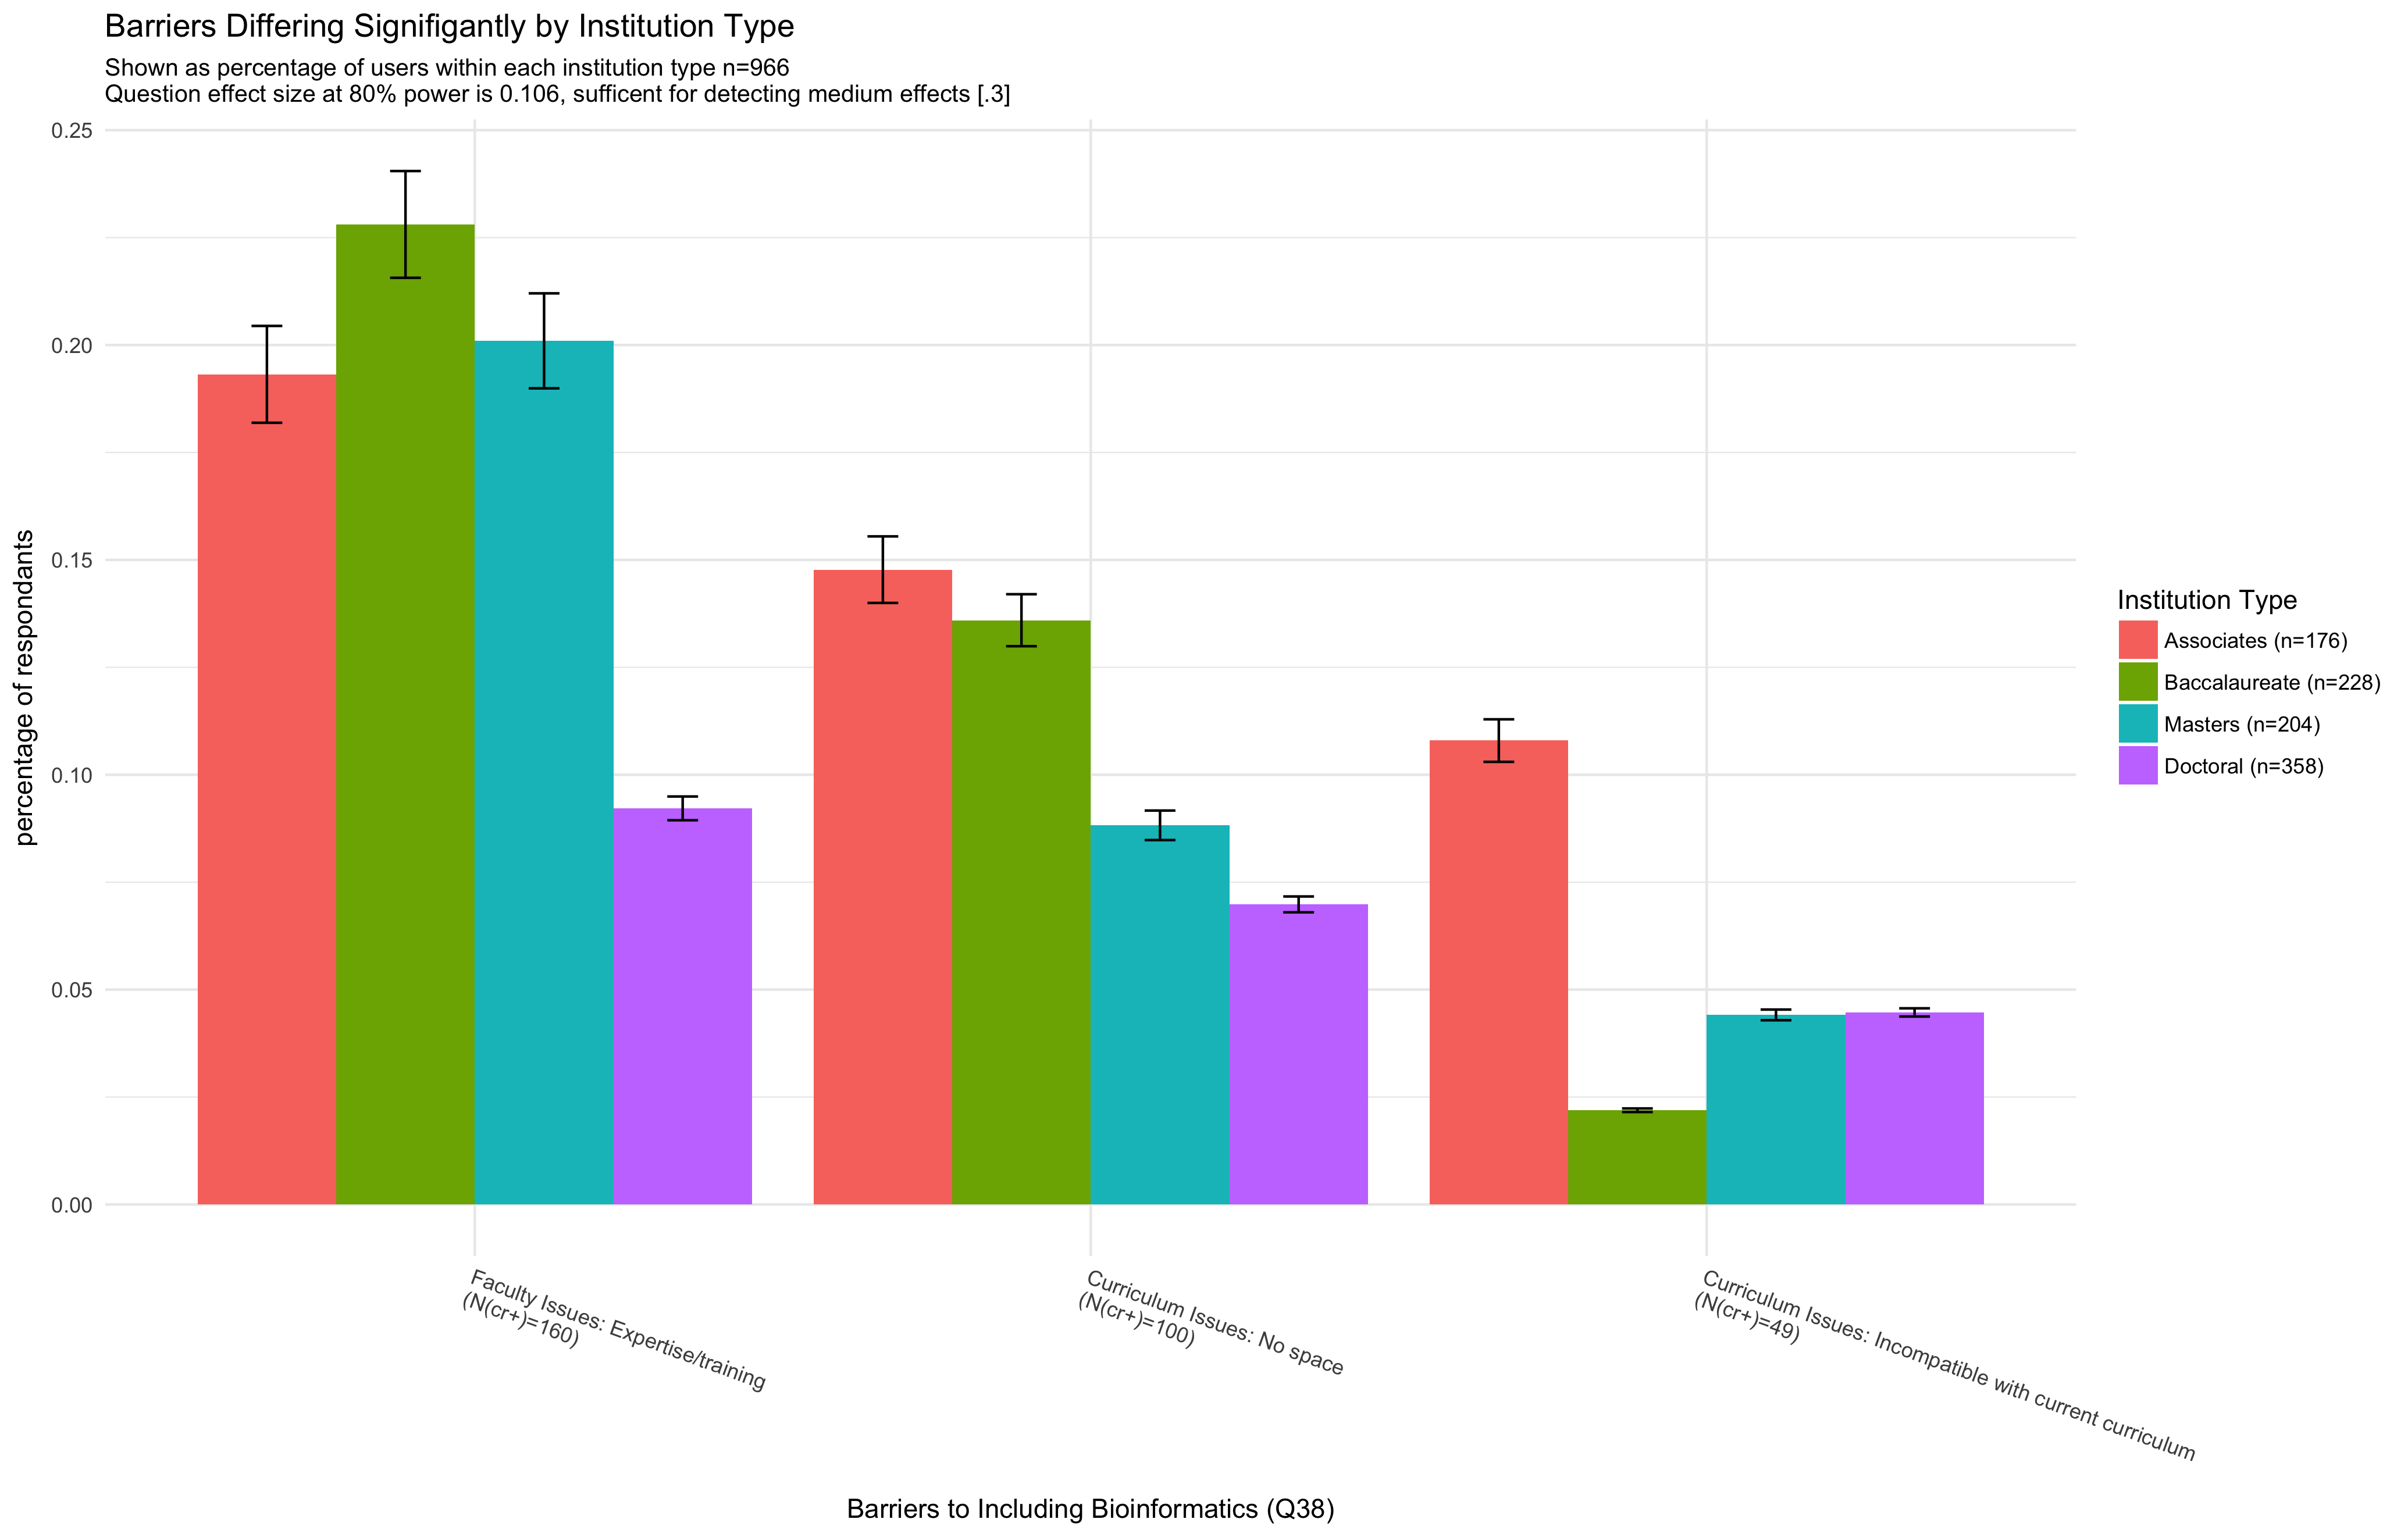 Barriers Differing Signifigantly by Institution Type
Shown as percentage of users within each institution type n=966
Question effect size at 80% power is 0.106, sufficent for detecting medium effects [.3]
0.25
0.20
0.15
0.10
0.05
0.00
percentage of respondants
Faculty Issues: Expertise/training
(N(cr+)=160)
Curriculum Issues: No space
(N(cr+)=100)
Curriculum Issues: Incompatible with current curriculum
(N(cr+)=49)
Barriers to Including Bioinformatics (Q38)
Institution Type
Associates (n=176)
Baccalaureate (n=228)
Masters (n=204)
Doctoral (n=358)